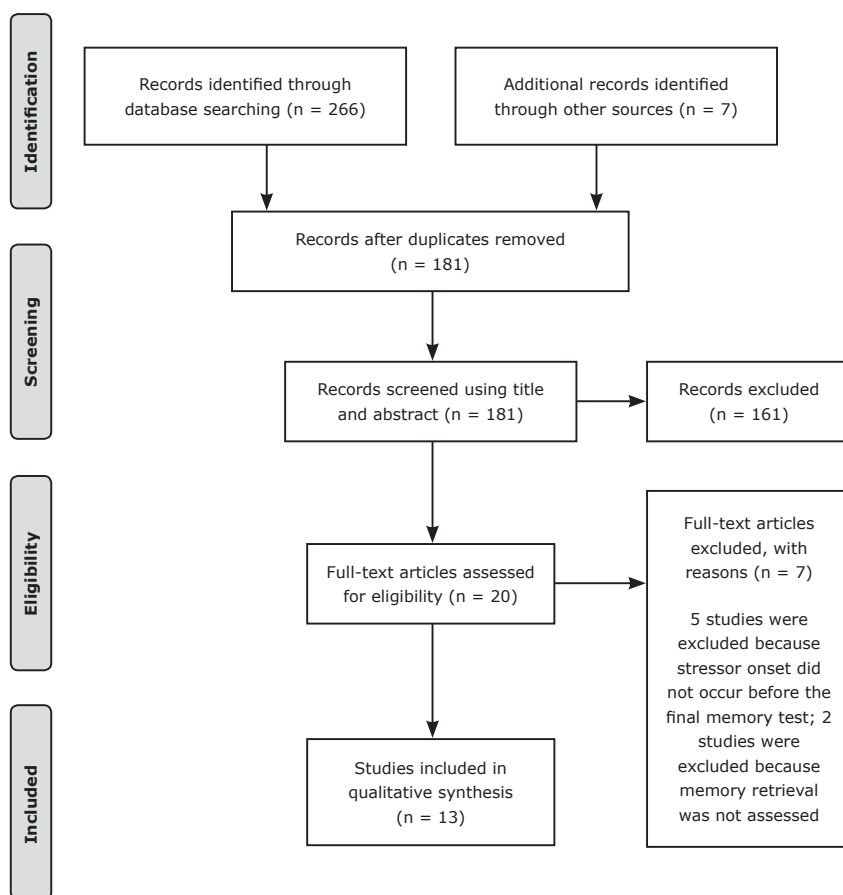 Identification
Records identified through
database searching (n = 266)
Additional records identified
through other sources (n = 7)
Records after duplicates removed
(n = 181)
Screening
Records screened using title
and abstract (n = 181)
Records excluded
(n = 161)
Eligibility
Full-text articles assessed
for eligibility (n = 20)
Full-text articles
excluded, with
reasons (n = 7)
5 studies were
excluded because
stressor onset did
not occur before the
final memory test; 2
studies were
excluded because
memory retrieval
was not assessed
Included
Studies included in
qualitative synthesis
(n = 13)